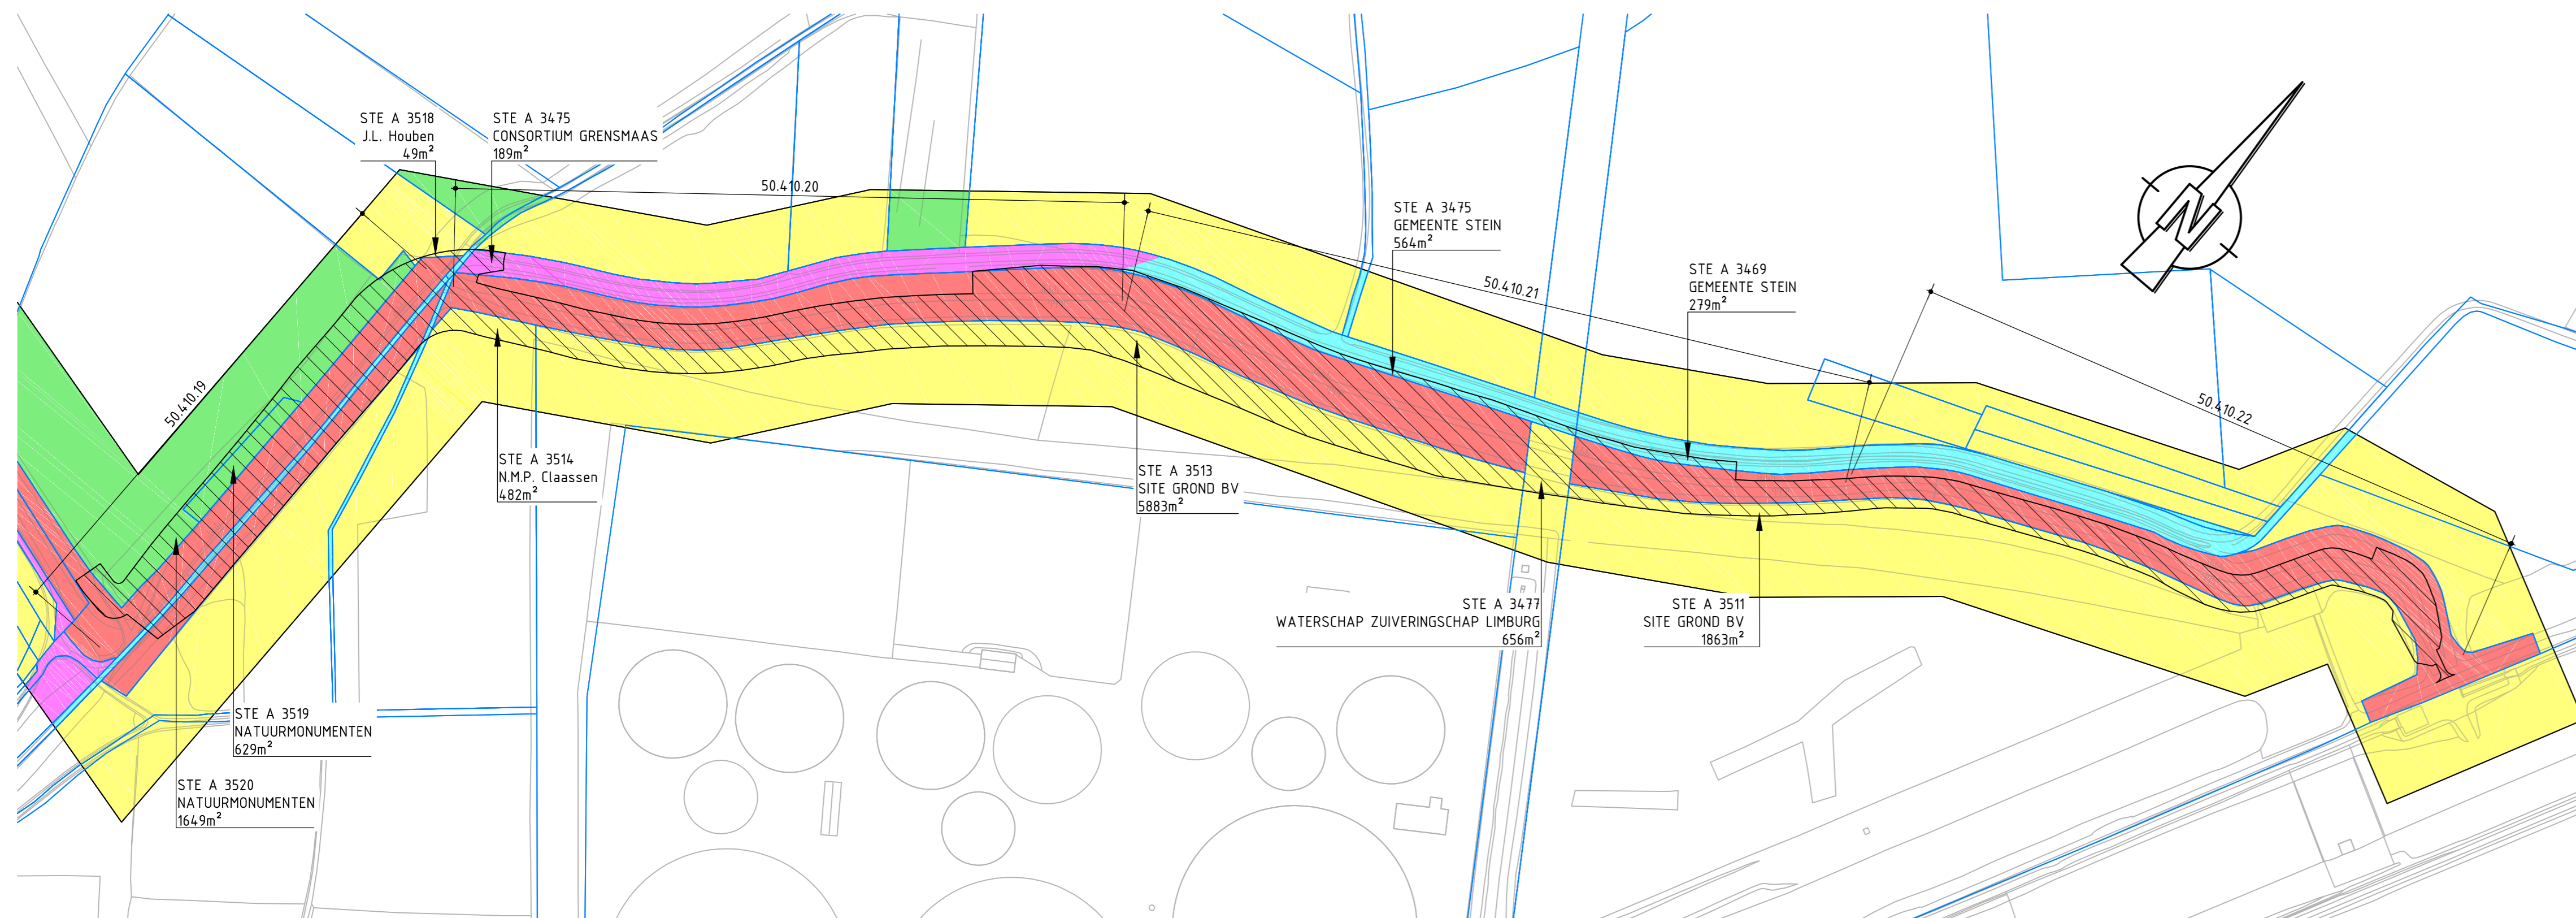 STE A 3518
J.L. Houben
49m²
STE A 3475
CONSORTIUM GRENSMAAS
189m²
50.410.20
STE A 3475
GEMEENTE STEIN
564m²
50.410.21
STE A 3469
GEMEENTE STEIN
279m²
N
50.410.19
50.410.22
STE A 3514
N.M.P. Claassen
482m²
STE A 3513
SITE GROND BV
5883m²
STE A 3477
WATERSCHAP ZUIVERINGSCHAP LIMBURG
656m²
STE A 3511
SITE GROND BV
1863m²
STE A 3519
NATUURMONUMENTEN
629m²
STE A 3520
NATUURMONUMENTEN
1649m²